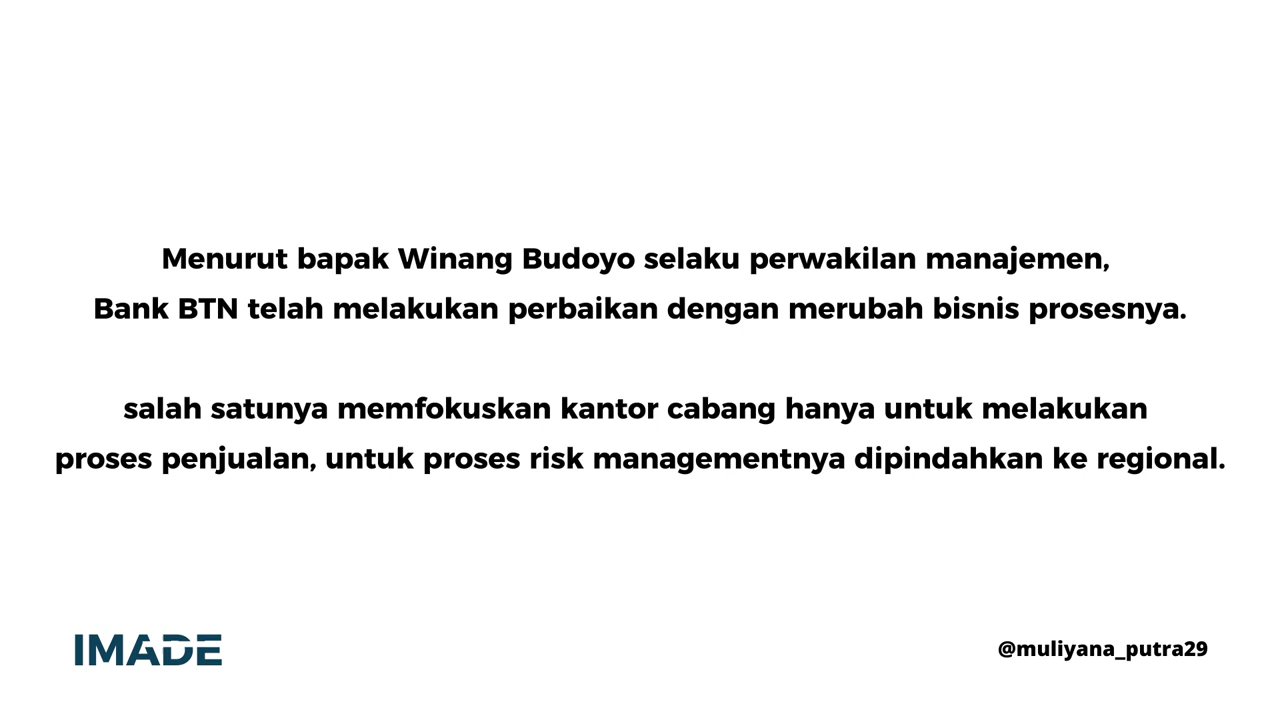 Menurut bapak Winang Budoyo selaku perwakilan manajemen,
Bank BTN telah melakukan perbaikan dengan merubah bisnis prosesnya.
salah satunya memfokuskan kantor cabang hanya untuk melakukan
proses penjualan, untuk proses risk managementnya dipindahkan ke regional.
IMADE
@muliyana_putra29